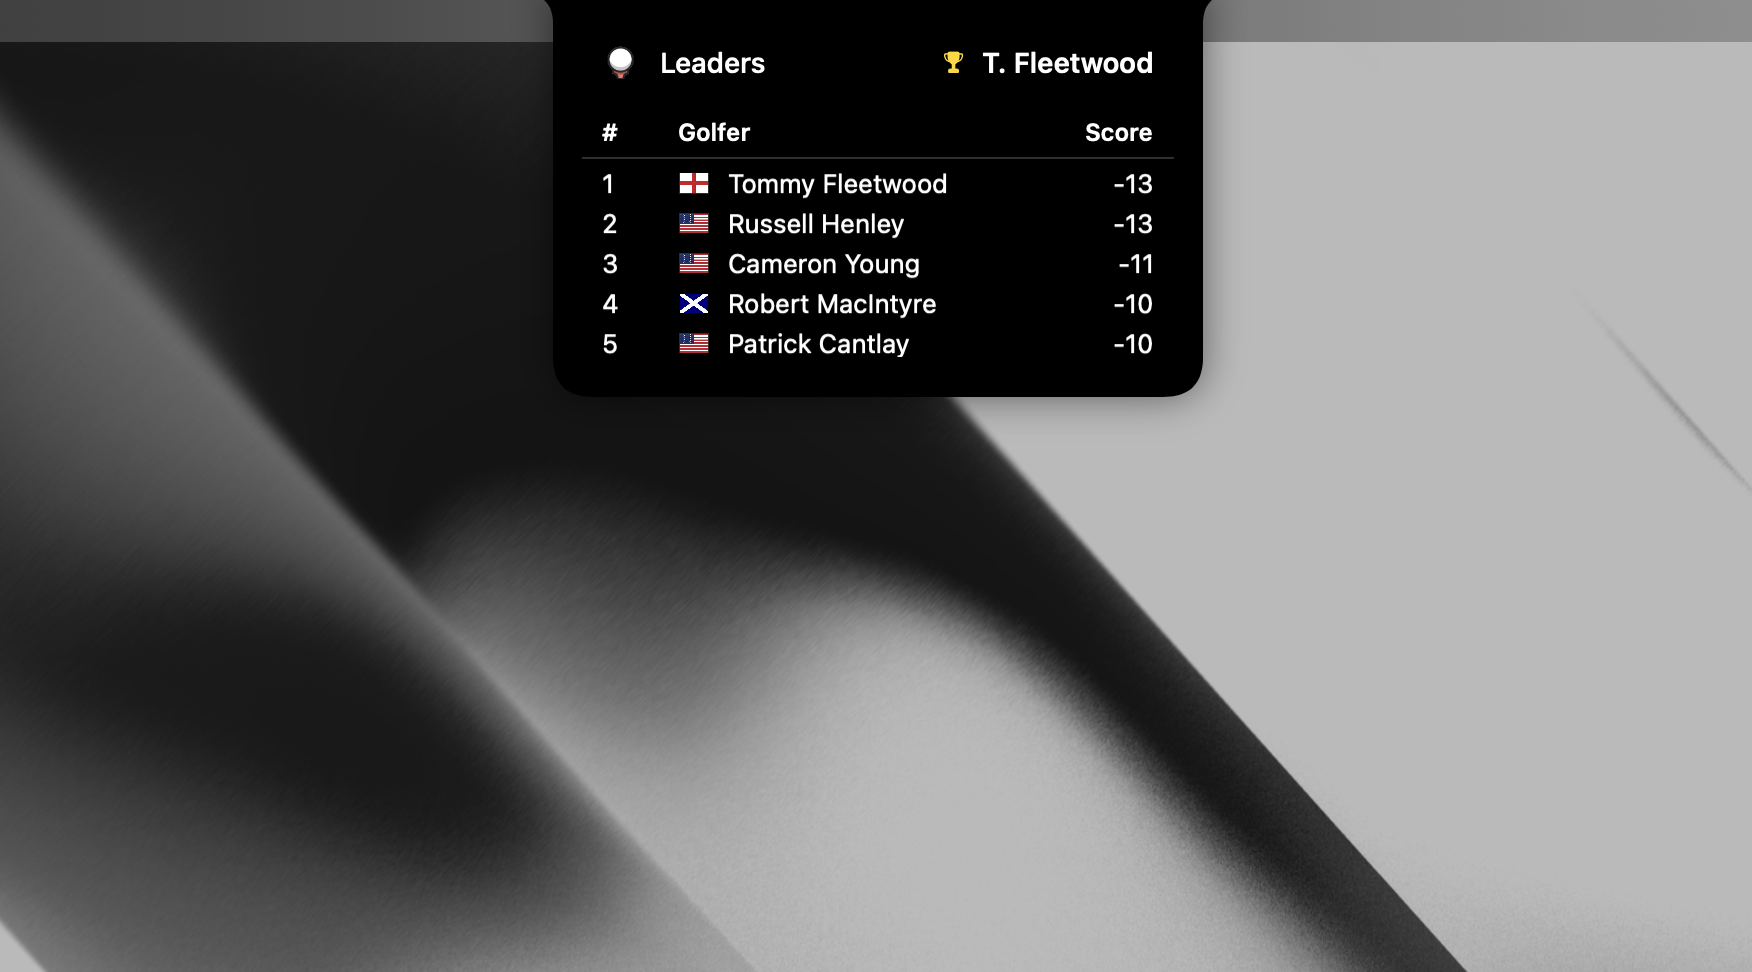 Leaders T. Fleetwood
# Golfer Score
1 Tommy Fleetwood -13
2 Russell Henley -13
3 Cameron Young -11
4 Robert MacIntyre -10
5 Patrick Cantlay -10